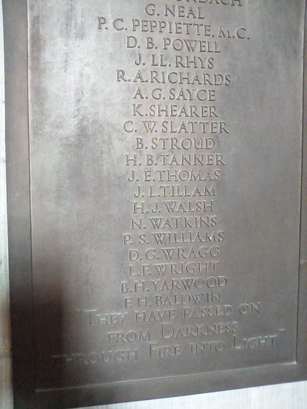 G. NEAL
P. C. PEPPIETTE, M.C.
D. B. POWELL
J. LL. RHYS
R. A. RICHARDS
A. G. SAYCE
K. SHEARER
C. W. SLATTER
B. STROUD
H. B. TANNER
J. E. THOMAS
J. L. TILLAM
H. J. WALSH
N. WATKINS
P. S. WILLIAMS
D. G. WRAGG
L. F. WRIGHT
B. H. YARWOOD
F. H. BALDWIN
"THEY HAVE PASSED ON
FROM DARKNESS
THROUGH FIRE INTO LIGHT"